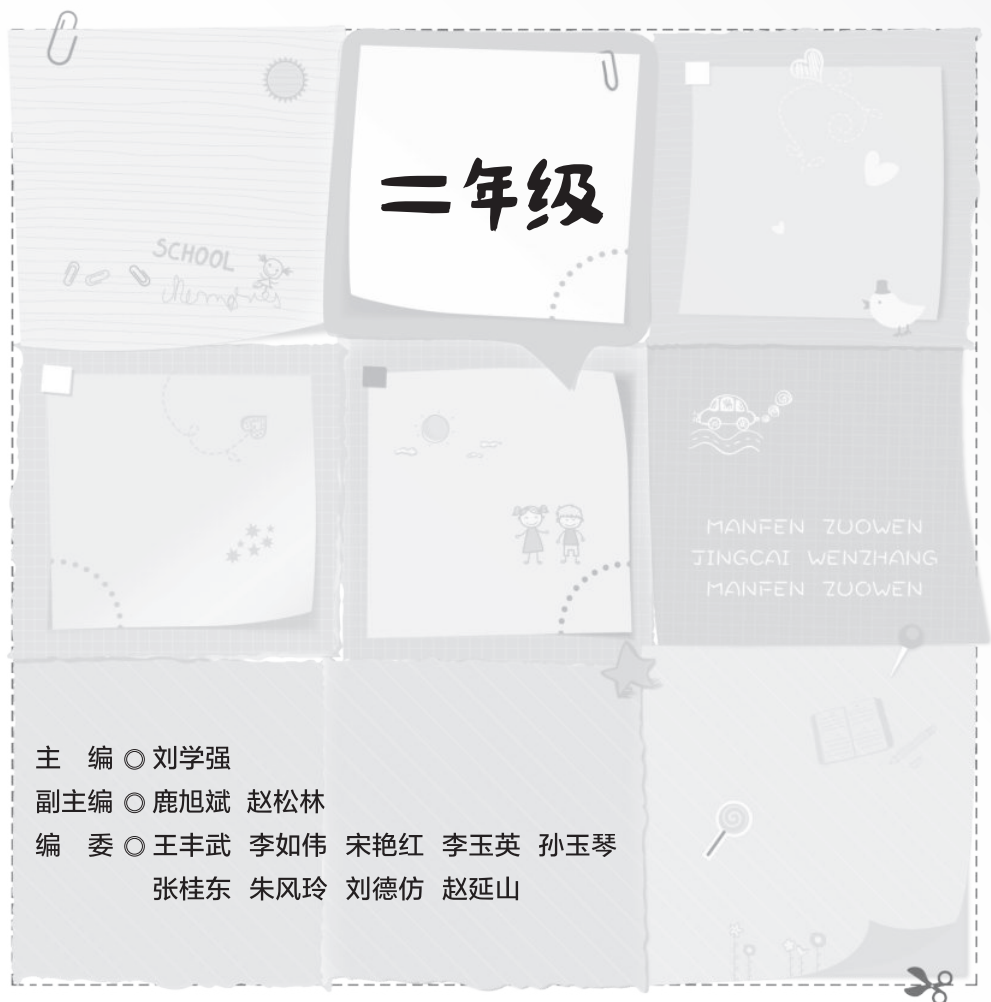 二年级
SCHOOL
Memories
MANFEN ZUOWEN
JINGCAI WENZHANG
MANFEN ZUOWEN
主 编 ◎ 刘学强
副主编 ◎ 鹿旭斌 赵松林
编 委 ◎ 王丰武 李如伟 宋艳红 李玉英 孙玉琴
张桂东 朱风玲 刘德仿 赵延山